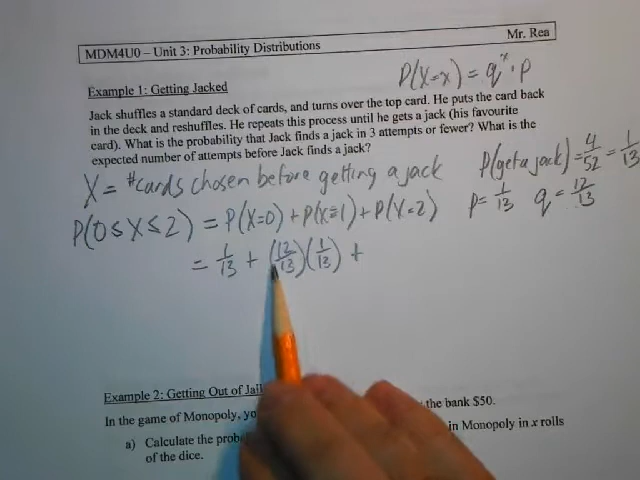 MDM4U0 – Unit 3: Probability Distributions
Mr. Rea
Example 1: Getting Jacked
P(X=x) = q^x · p
Jack shuffles a standard deck of cards, and turns over the top card. He puts the card back
in the deck and reshuffles. He repeats this process until he gets a jack (his favourite
card). What is the probability that Jack finds a jack in 3 attempts or fewer? What is the
expected number of attempts before Jack finds a jack?
P(get a jack) = 4/52 = 1/13
X = #cards chosen before getting a jack
p = 1/13 q = 12/13
P(0 ≤ X ≤ 2) = P(X=0) + P(X=1) + P(X=2)
= 1/13 + (12/13)(1/13) +
Example 2: Getting Out of Jail
the bank $50.
In the game of Monopoly,
in Monopoly in x rolls
a) Calculate the
of the dice.